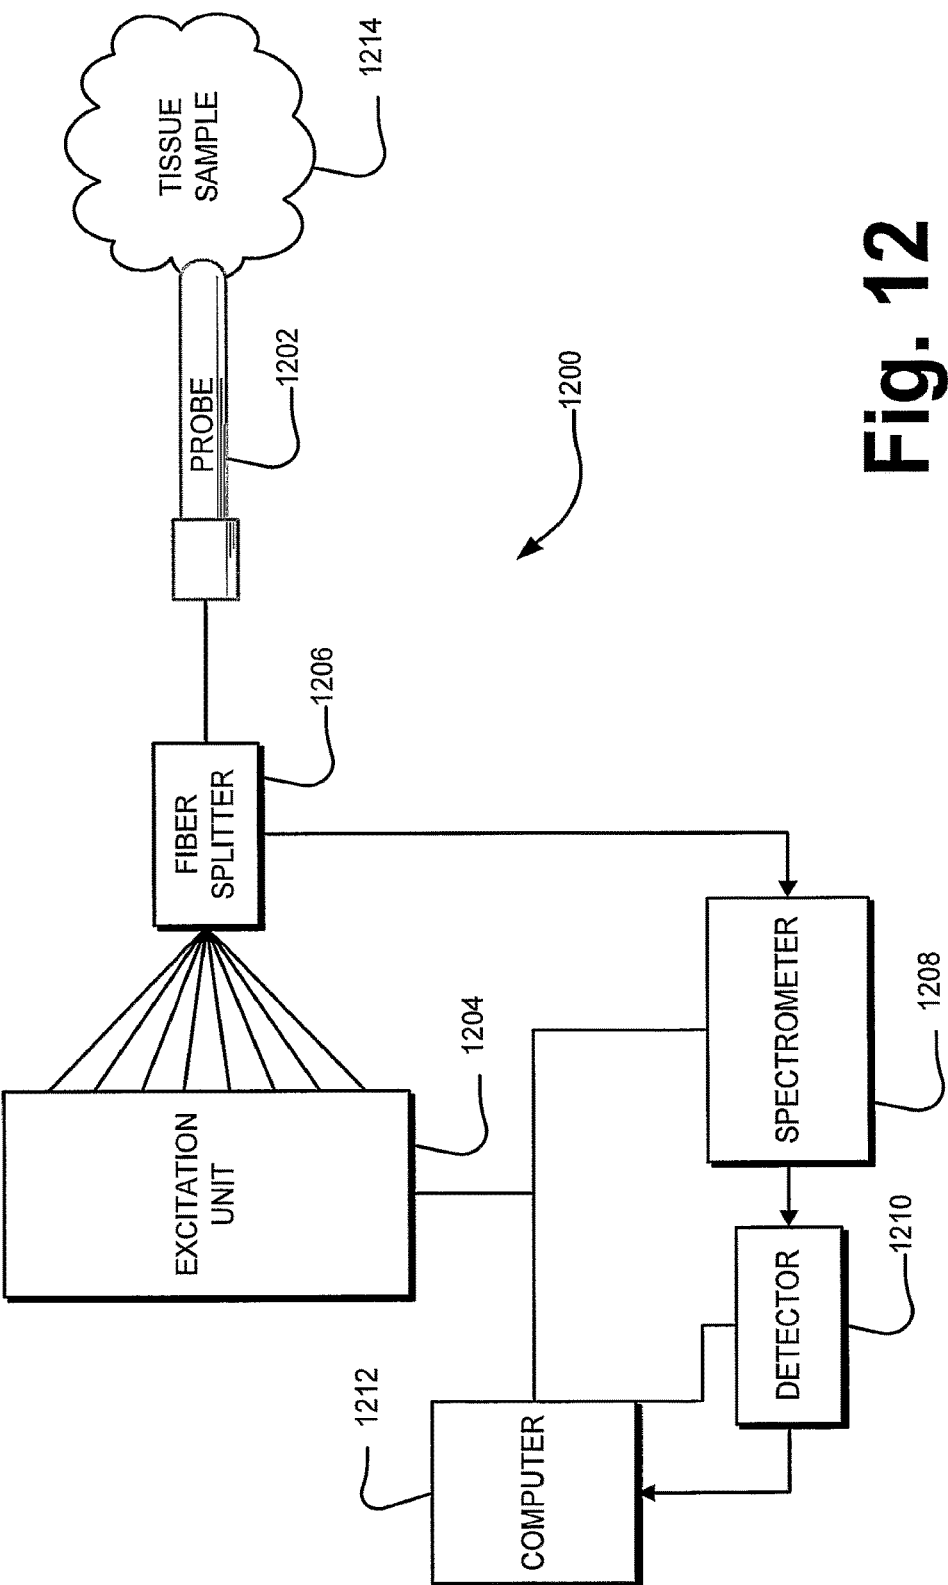 EXCITATION
UNIT
1204
FIBER
SPLITTER
1206
PROBE
1202
TISSUE
SAMPLE
1214
COMPUTER
1212
1200
DETECTOR
1210
SPECTROMETER
1208
Fig. 12